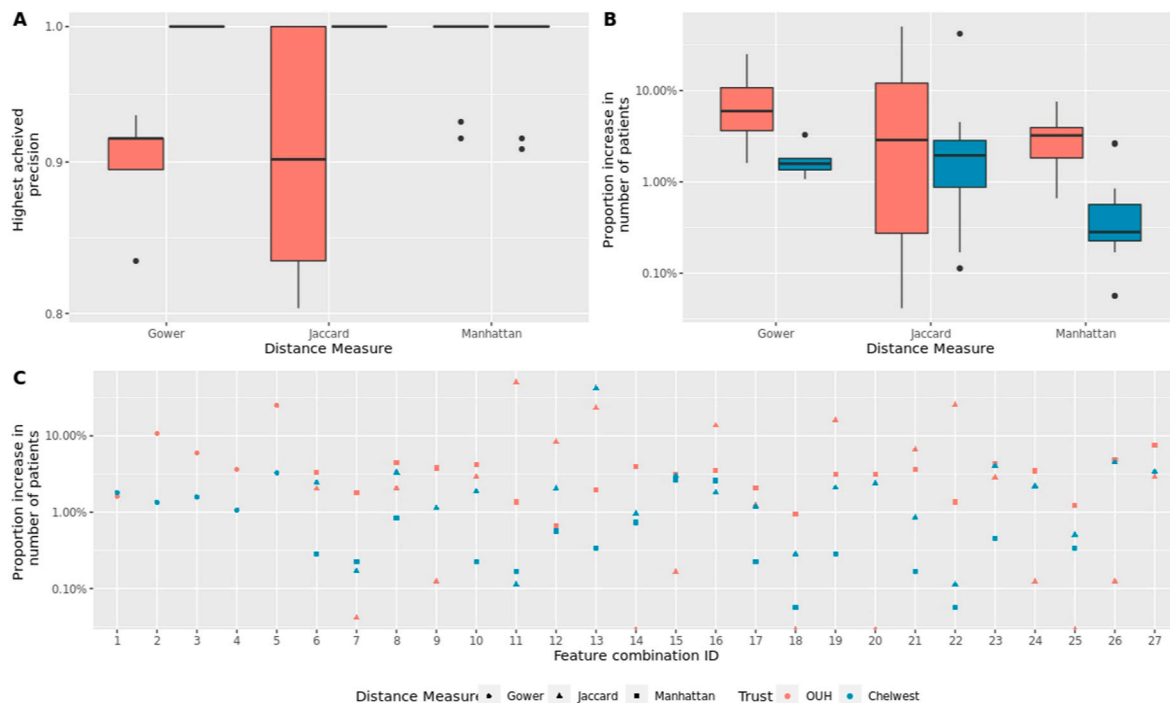 A
Highest acheived
precision
1.0
0.9
0.8
Gower
Jaccard
Manhattan
Distance Measure
B
Proportion increase in
number of patients
10.00%
1.00%
0.10%
Gower
Jaccard
Manhattan
Distance Measure
C
Proportion increase in
number of patients
10.00%
1.00%
0.10%
1 2 3 4 5 6 7 8 9 10 11 12 13 14 15 16 17 18 19 20 21 22 23 24 25 26 27
Feature combination ID
Distance Measure Gower Jaccard Manhattan Trust OUH Chelwest